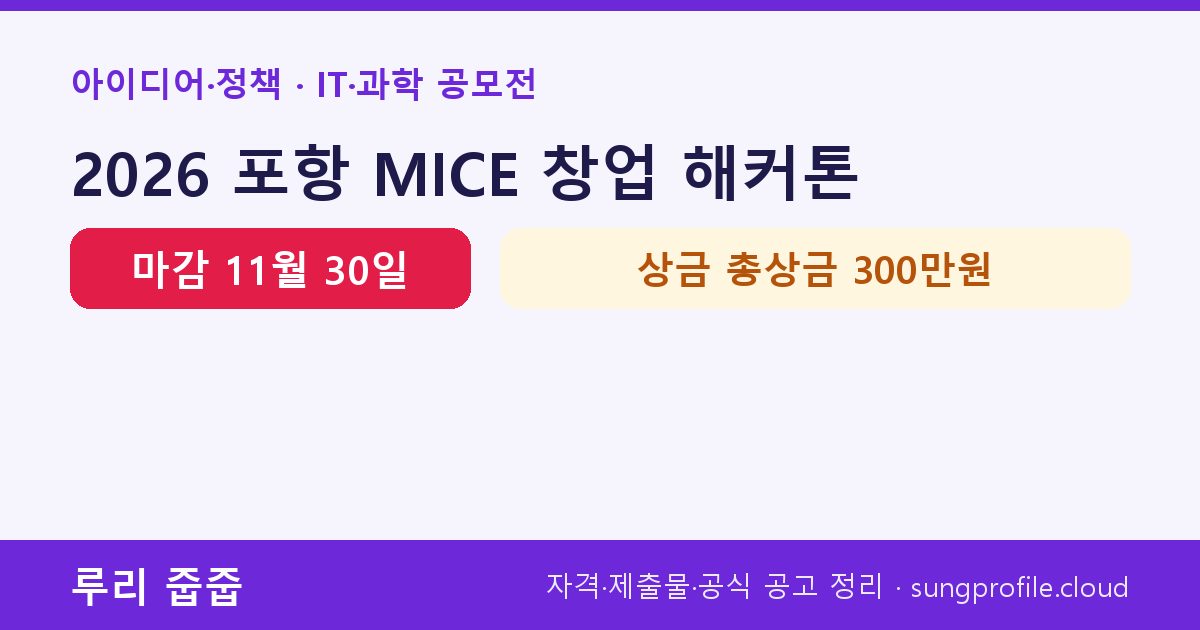 아이디어·정책 · IT·과학 공모전
2026 포항 MICE 창업 해커톤
마감 11월 30일
상금 총상금 300만원
루리 줍줍
자격·제출물·공식 공고 정리 · sungprofile.cloud